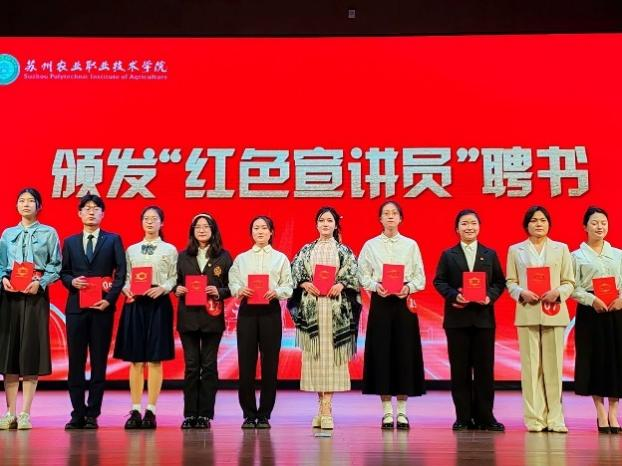 苏州农业职业技术学院
Suzhou Polytechnic Institute of Agriculture
颁发“红色宣讲员”聘书